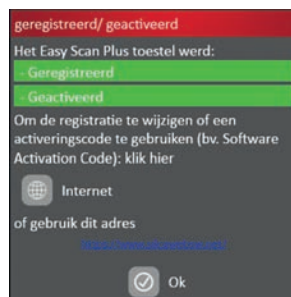 geregistreerd/ geactiveerd
Het Easy Scan Plus toestel werd:
- Geregistreerd
- Geactiveerd
Om de registratie te wijzigen of een
activeringscode te gebruiken (bv. Software
Activation Code): klik hier
Internet
of gebruik dit adres
Ok